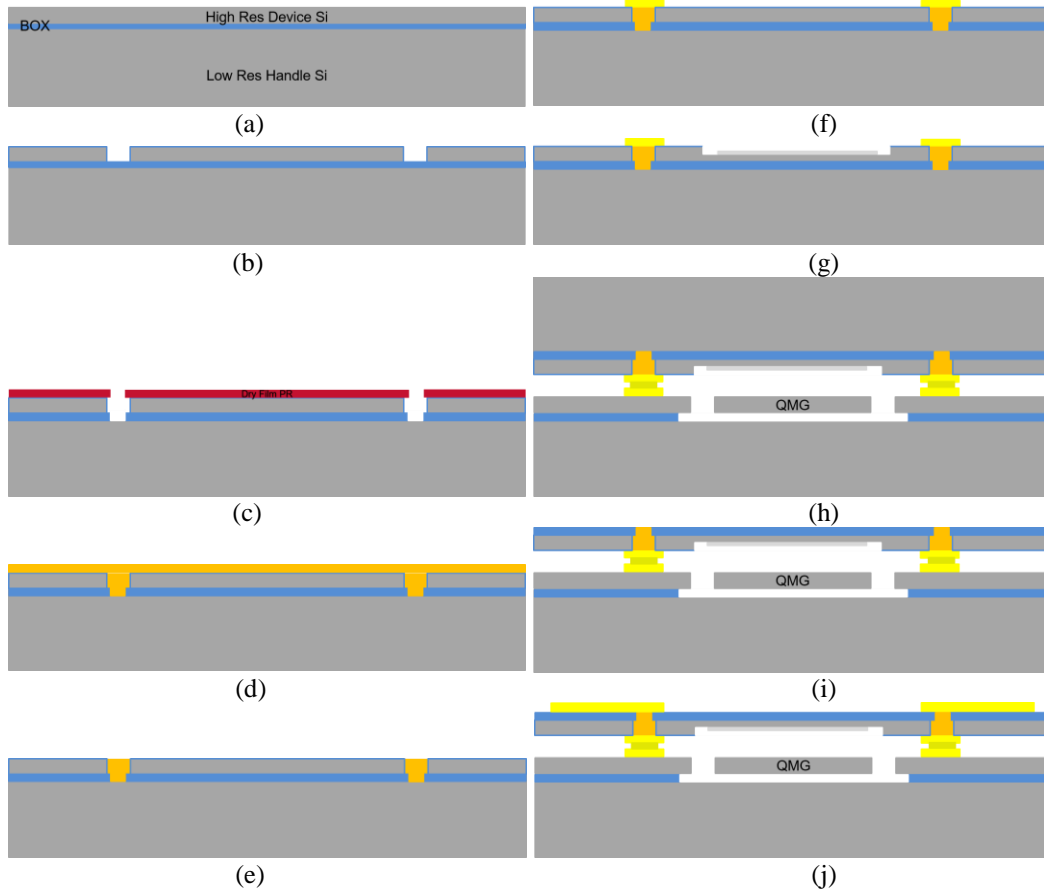 High Res Device Si
BOX
Low Res Handle Si
(a)
(b)
Dry Film PR
(c)
(d)
(e)
(f)
(g)
QMG
(h)
QMG
(i)
QMG
(j)